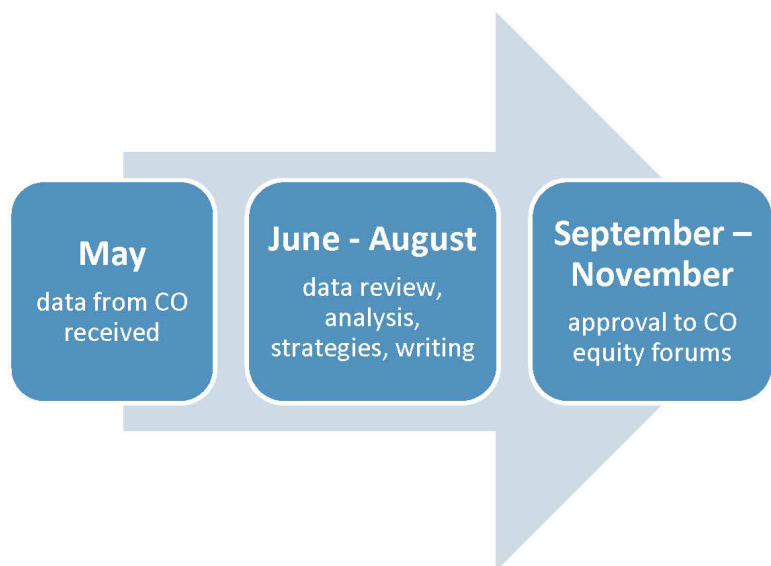 May
data from CO
received
June - August
data review,
analysis,
strategies, writing
September –
November
approval to CO
equity forums